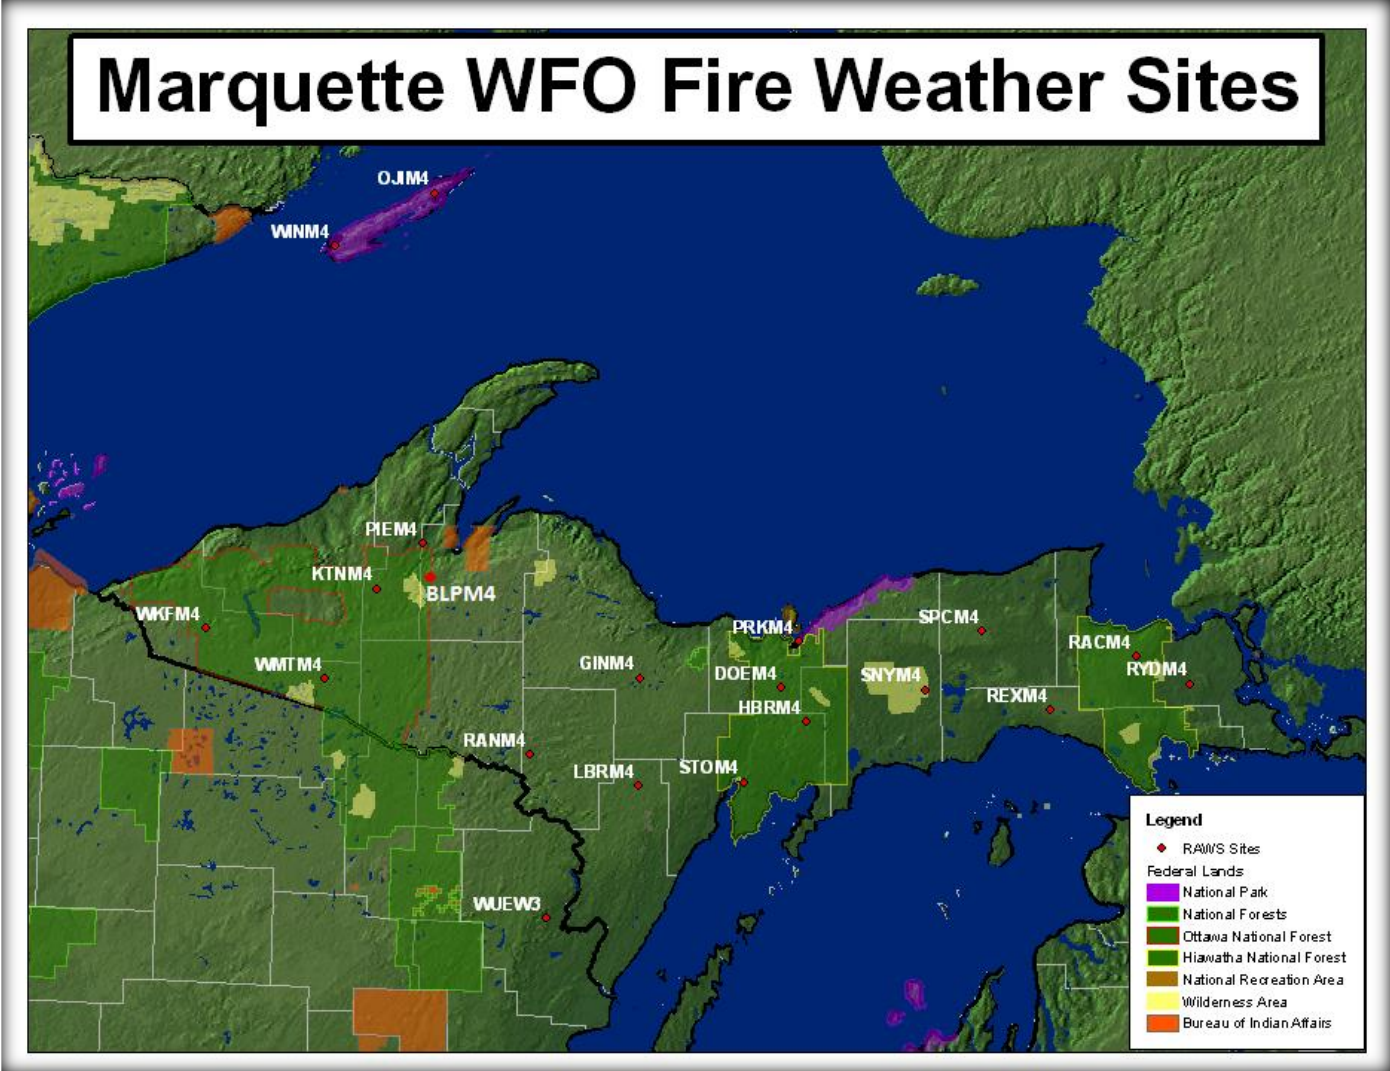 Marquette WFO Fire Weather Sites
OJIM4
WINM4
PIEM4
KTNM4
BLPM4
WKFM4
SPCM4
PRKM4
RACM4
WMTM4
GINM4
DOEM4
SNYM4
RYDM4
REXM4
HBRM4
RANM4
LBRM4
STOM4
WUEW3
Legend
RAWS Sites
Federal Lands
National Park
National Forests
Ottawa National Forest
Hiawatha National Forest
National Recreation Area
Wilderness Area
Bureau of Indian Affairs